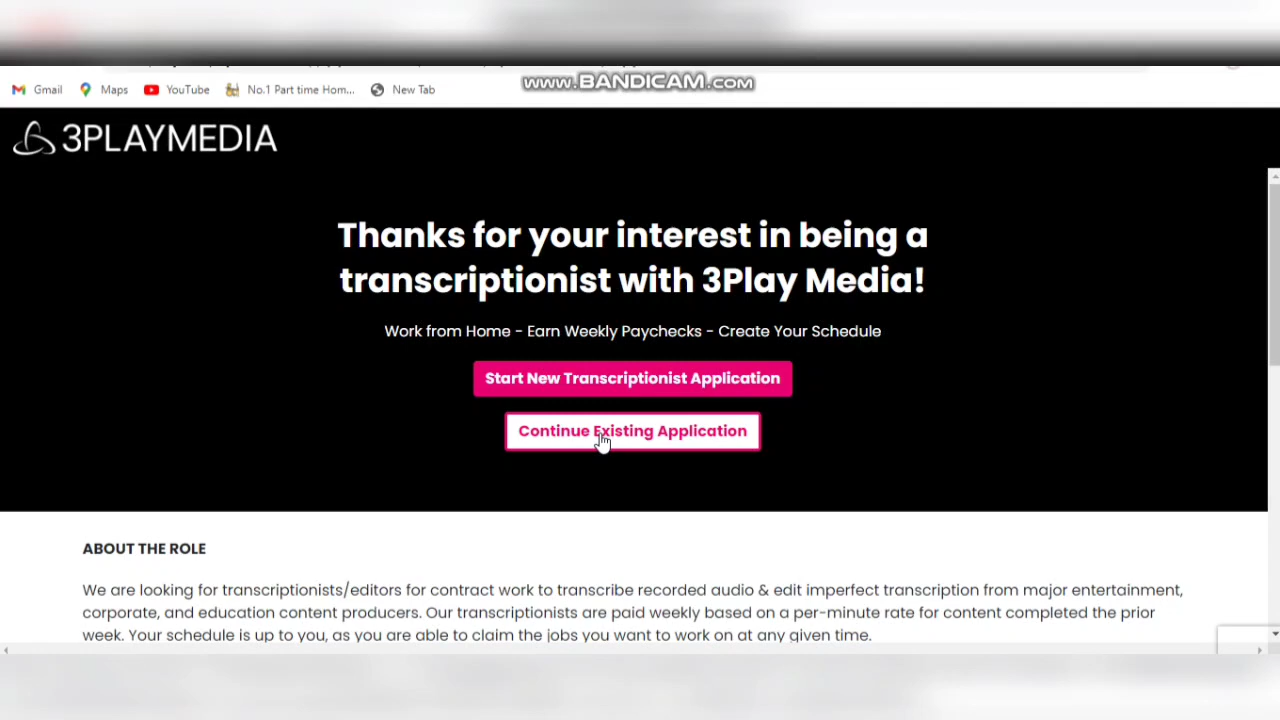 www.BANDICAM.com
Gmail Maps YouTube No.1 Part time Hom... New Tab
3PLAYMEDIA
Thanks for your interest in being a
transcriptionist with 3Play Media!
Work from Home - Earn Weekly Paychecks - Create Your Schedule
Start New Transcriptionist Application
Continue Existing Application
ABOUT THE ROLE
We are looking for transcriptionists/editors for contract work to transcribe recorded audio & edit imperfect transcription from major entertainment,
corporate, and education content producers. Our transcriptionists are paid weekly based on a per-minute rate for content completed the prior
week. Your schedule is up to you, as you are able to claim the jobs you want to work on at any given time.